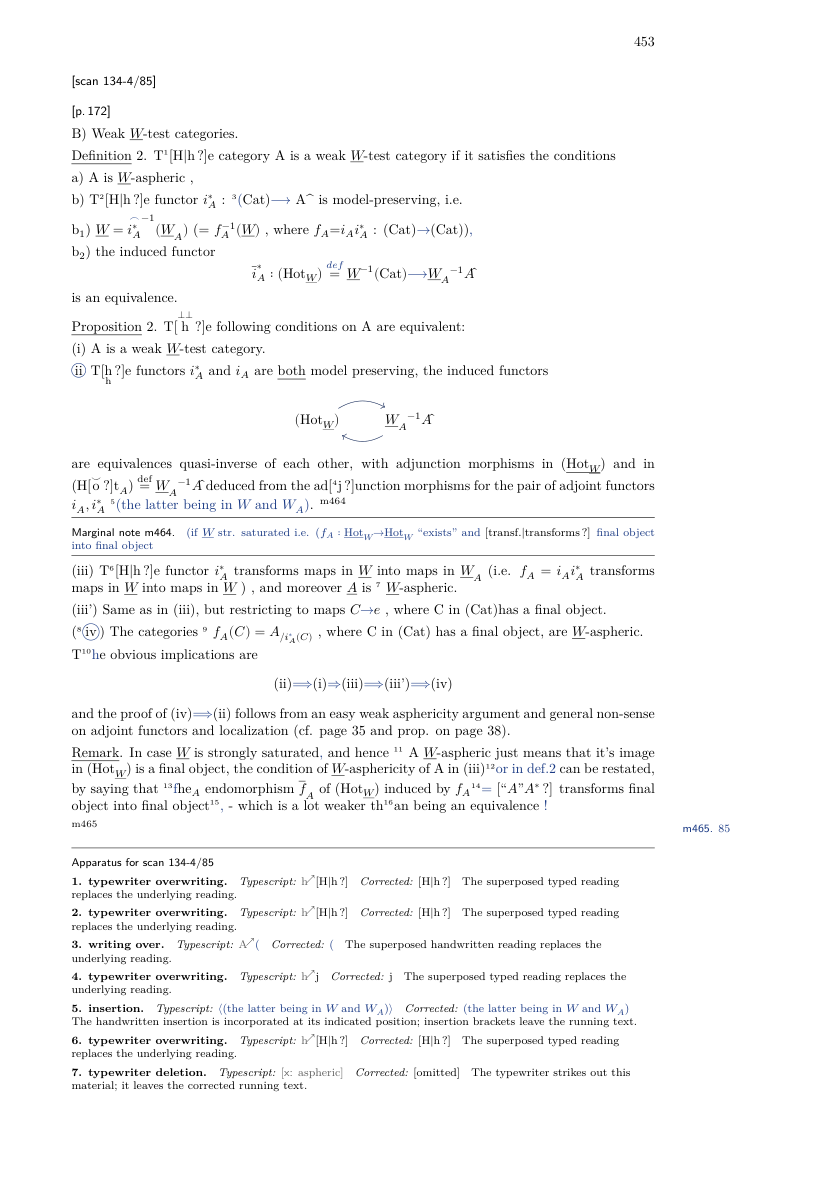 453
[scan 134-4/85]
[p. 172]
B) Weak W-test categories.
Definition 2. T¹[H|h ?]e category A is a weak W-test category if it satisfies the conditions
a) A is W-aspheric ,
b) T²[H|h ?]e functor i*_A : ³(Cat)⟶ A^ is model-preserving, i.e.
b₁) W = i*_A^⌢−1(W_A) (= f_A^−1(W) , where f_A=i_A i*_A : (Cat)→(Cat)),
b₂) the induced functor
i̅*_A : (Hot_W) def= W^−1(Cat)⟶W_A^−1A^
is an equivalence.
Proposition 2. T[⊥⊥ h ?]e following conditions on A are equivalent:
(i) A is a weak W-test category.
(ii) T[h h ?]e functors i*_A and i_A are both model preserving, the induced functors
(Hot_W) W_A^−1A^
are equivalences quasi-inverse of each other, with adjunction morphisms in (Hot_W) and in
(H[o ?]t_A) def= W_A^−1A^ deduced from the ad[⁴j ?]unction morphisms for the pair of adjoint functors
i_A, i*_A ⁵(the latter being in W and W_A). m464
Marginal note m464. (if W str. saturated i.e. (f_A : Hot_W→Hot_W “exists” and [transf.|transforms ?] final object
into final object
(iii) T⁶[H|h ?]e functor i*_A transforms maps in W into maps in W_A (i.e. f_A = i_A i*_A transforms
maps in W into maps in W ) , and moreover A is ⁷ W-aspheric.
(iii’) Same as in (iii), but restricting to maps C→e , where C in (Cat)has a final object.
(⁸(iv)) The categories ⁹ f_A(C) = A_/i*_A(C) , where C in (Cat) has a final object, are W-aspheric.
T¹⁰he obvious implications are
(ii)⟹(i)⇒(iii)⟹(iii’)⟹(iv)
and the proof of (iv)⟹(ii) follows from an easy weak asphericity argument and general non-sense
on adjoint functors and localization (cf. page 35 and prop. on page 38).
Remark. In case W is strongly saturated, and hence ¹¹ A W-aspheric just means that it’s image
in (Hot_W) is a final object, the condition of W-asphericity of A in (iii)¹²or in def.2 can be restated,
by saying that ¹³fhe_A endomorphism f̅_A of (Hot_W) induced by f_A¹⁴= [“A”A* ?] transforms final
object into final object¹⁵, - which is a lot weaker th¹⁶an being an equivalence !
m465
m465. 85
Apparatus for scan 134-4/85
1. typewriter overwriting. Typescript: h↗[H|h ?] Corrected: [H|h ?] The superposed typed reading
replaces the underlying reading.
2. typewriter overwriting. Typescript: h↗[H|h ?] Corrected: [H|h ?] The superposed typed reading
replaces the underlying reading.
3. writing over. Typescript: A↗( Corrected: ( The superposed handwritten reading replaces the
underlying reading.
4. typewriter overwriting. Typescript: h↗j Corrected: j The superposed typed reading replaces the
underlying reading.
5. insertion. Typescript: ⟨(the latter being in W and W_A)⟩ Corrected: (the latter being in W and W_A)
The handwritten insertion is incorporated at its indicated position; insertion brackets leave the running text.
6. typewriter overwriting. Typescript: h↗[H|h ?] Corrected: [H|h ?] The superposed typed reading
replaces the underlying reading.
7. typewriter deletion. Typescript: [x: aspheric] Corrected: [omitted] The typewriter strikes out this
material; it leaves the corrected running text.